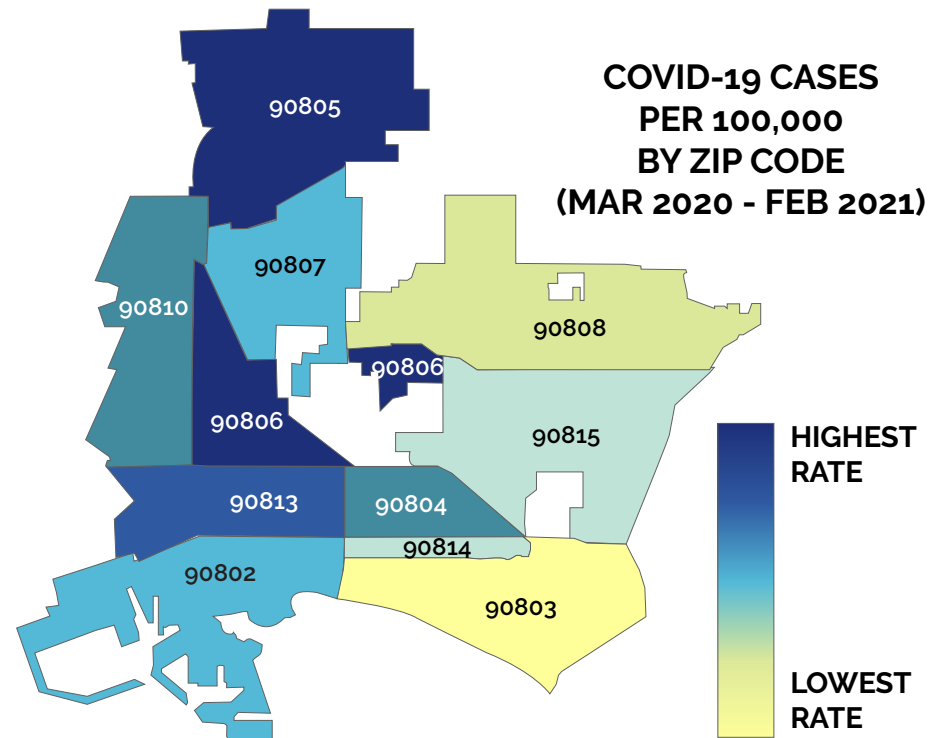 COVID-19 CASES
PER 100,000
BY ZIP CODE
(MAR 2020 - FEB 2021)
90805
90807
90810
90808
90806
90806
90815
90813
90804
90814
90802
90803
HIGHEST
RATE
LOWEST
RATE